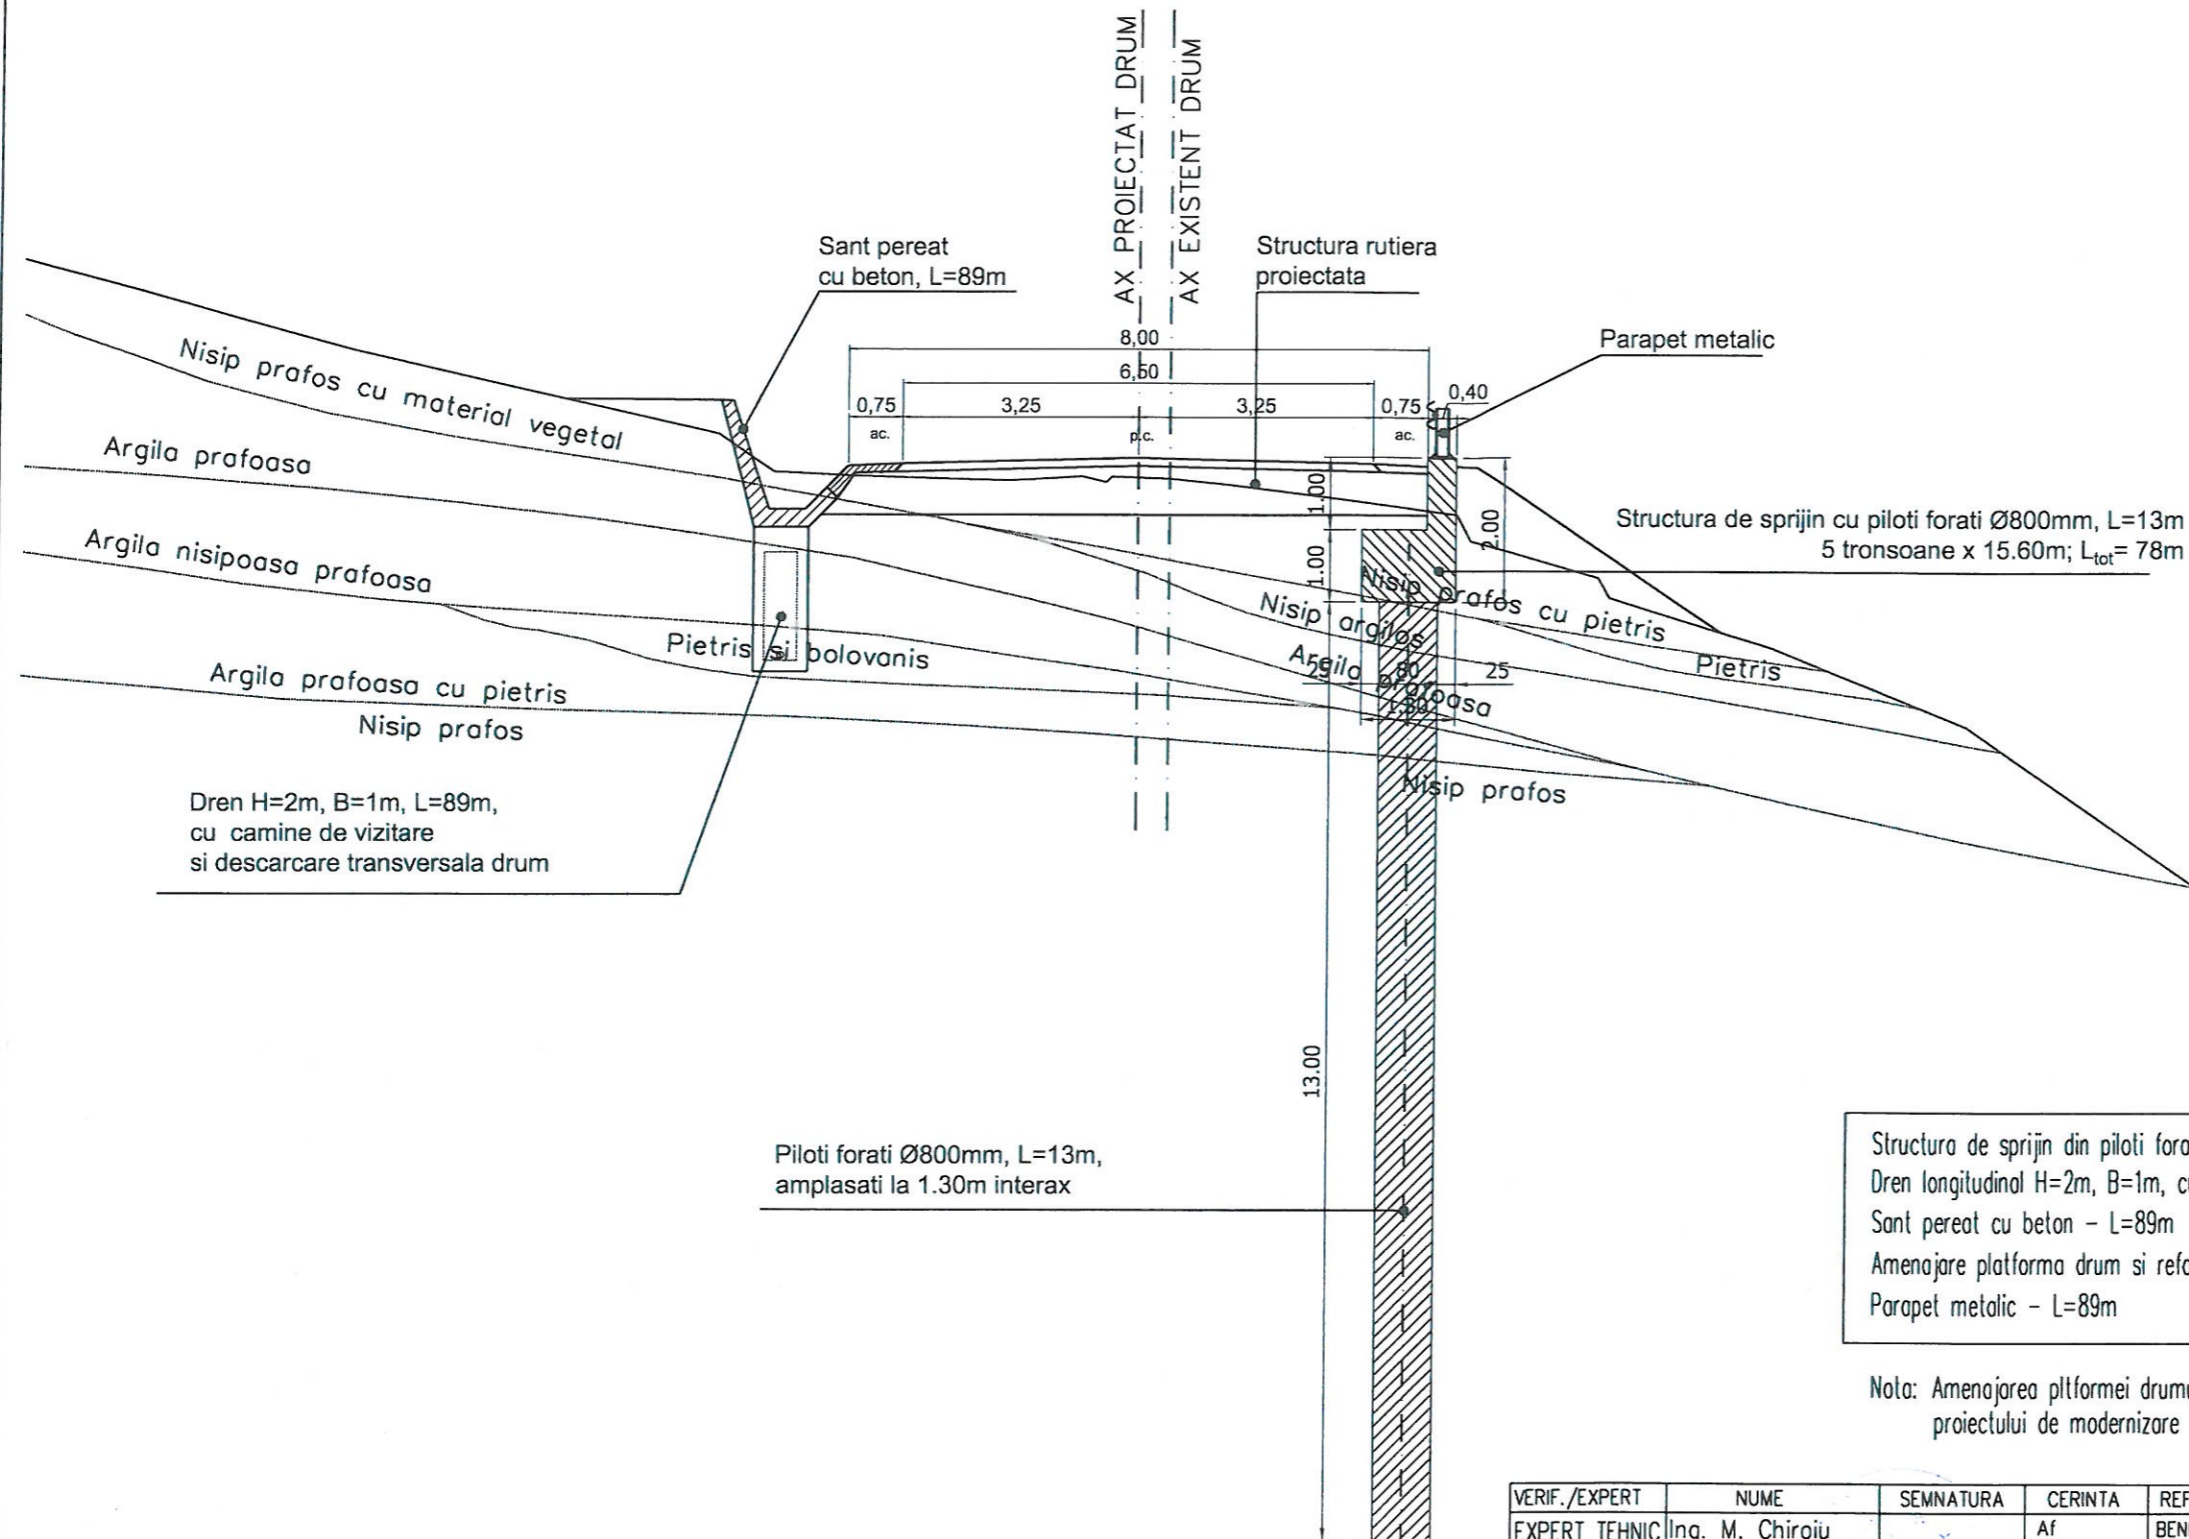 AX PROIECTAT DRUM
AX EXISTENT DRUM
Sant pereat
cu beton, L=89m
Structura rutiera
proiectata
Parapet metalic
8,00
6,50
0,75
3,25
3,25
0,75
0,40
ac.
p.c.
ac.
Nisip prafos cu material vegetal
Argila prafoasa
Argila nisipoasa prafoasa
Pietris si bolovanis
Argila prafoasa cu pietris
Nisip prafos
1.00
1.00
2.00
Structura de sprijin cu piloti forati Ø800mm, L=13m
5 tronsoane x 15.60m; Ltot= 78m
Nisip prafos cu pietris
Nisip argilos
Argila prafoasa
Pietris
25
80
25
1.30
Nisip prafos
Dren H=2m, B=1m, L=89m,
cu camine de vizitare
si descarcare transversala drum
13.00
Piloti forati Ø800mm, L=13m,
amplasati la 1.30m interax
Structura de sprijin din piloti
Dren longitudinal H=2m, B=1m,
Sant pereat cu beton - L=89m
Amenajare platforma drum si
Parapet metalic - L=89m
Nota: Amenajarea pltformei
proiectului de modernizare
VERIF./EXPERT NUME SEMNATURA CERINTA
EXPERT TEHNIC Ing. M. Chiroiu Af